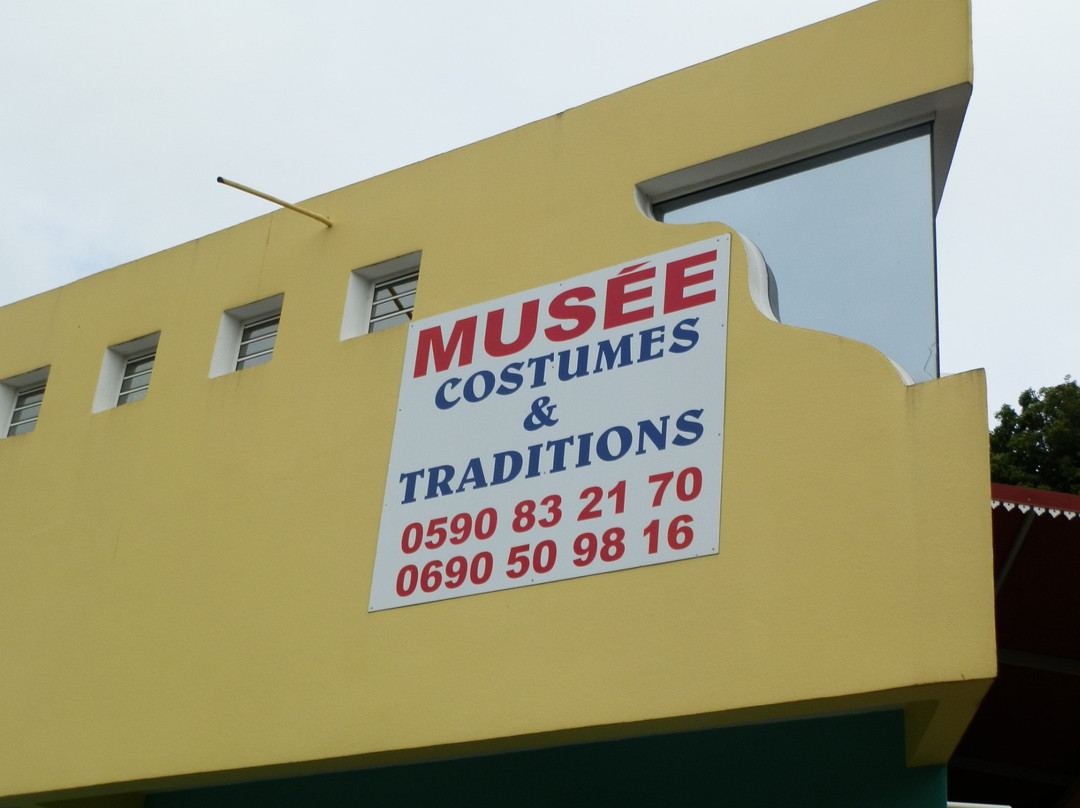 MUSÉE
COSTUMES
&
TRADITIONS
0590 83 21 70
0690 50 98 16